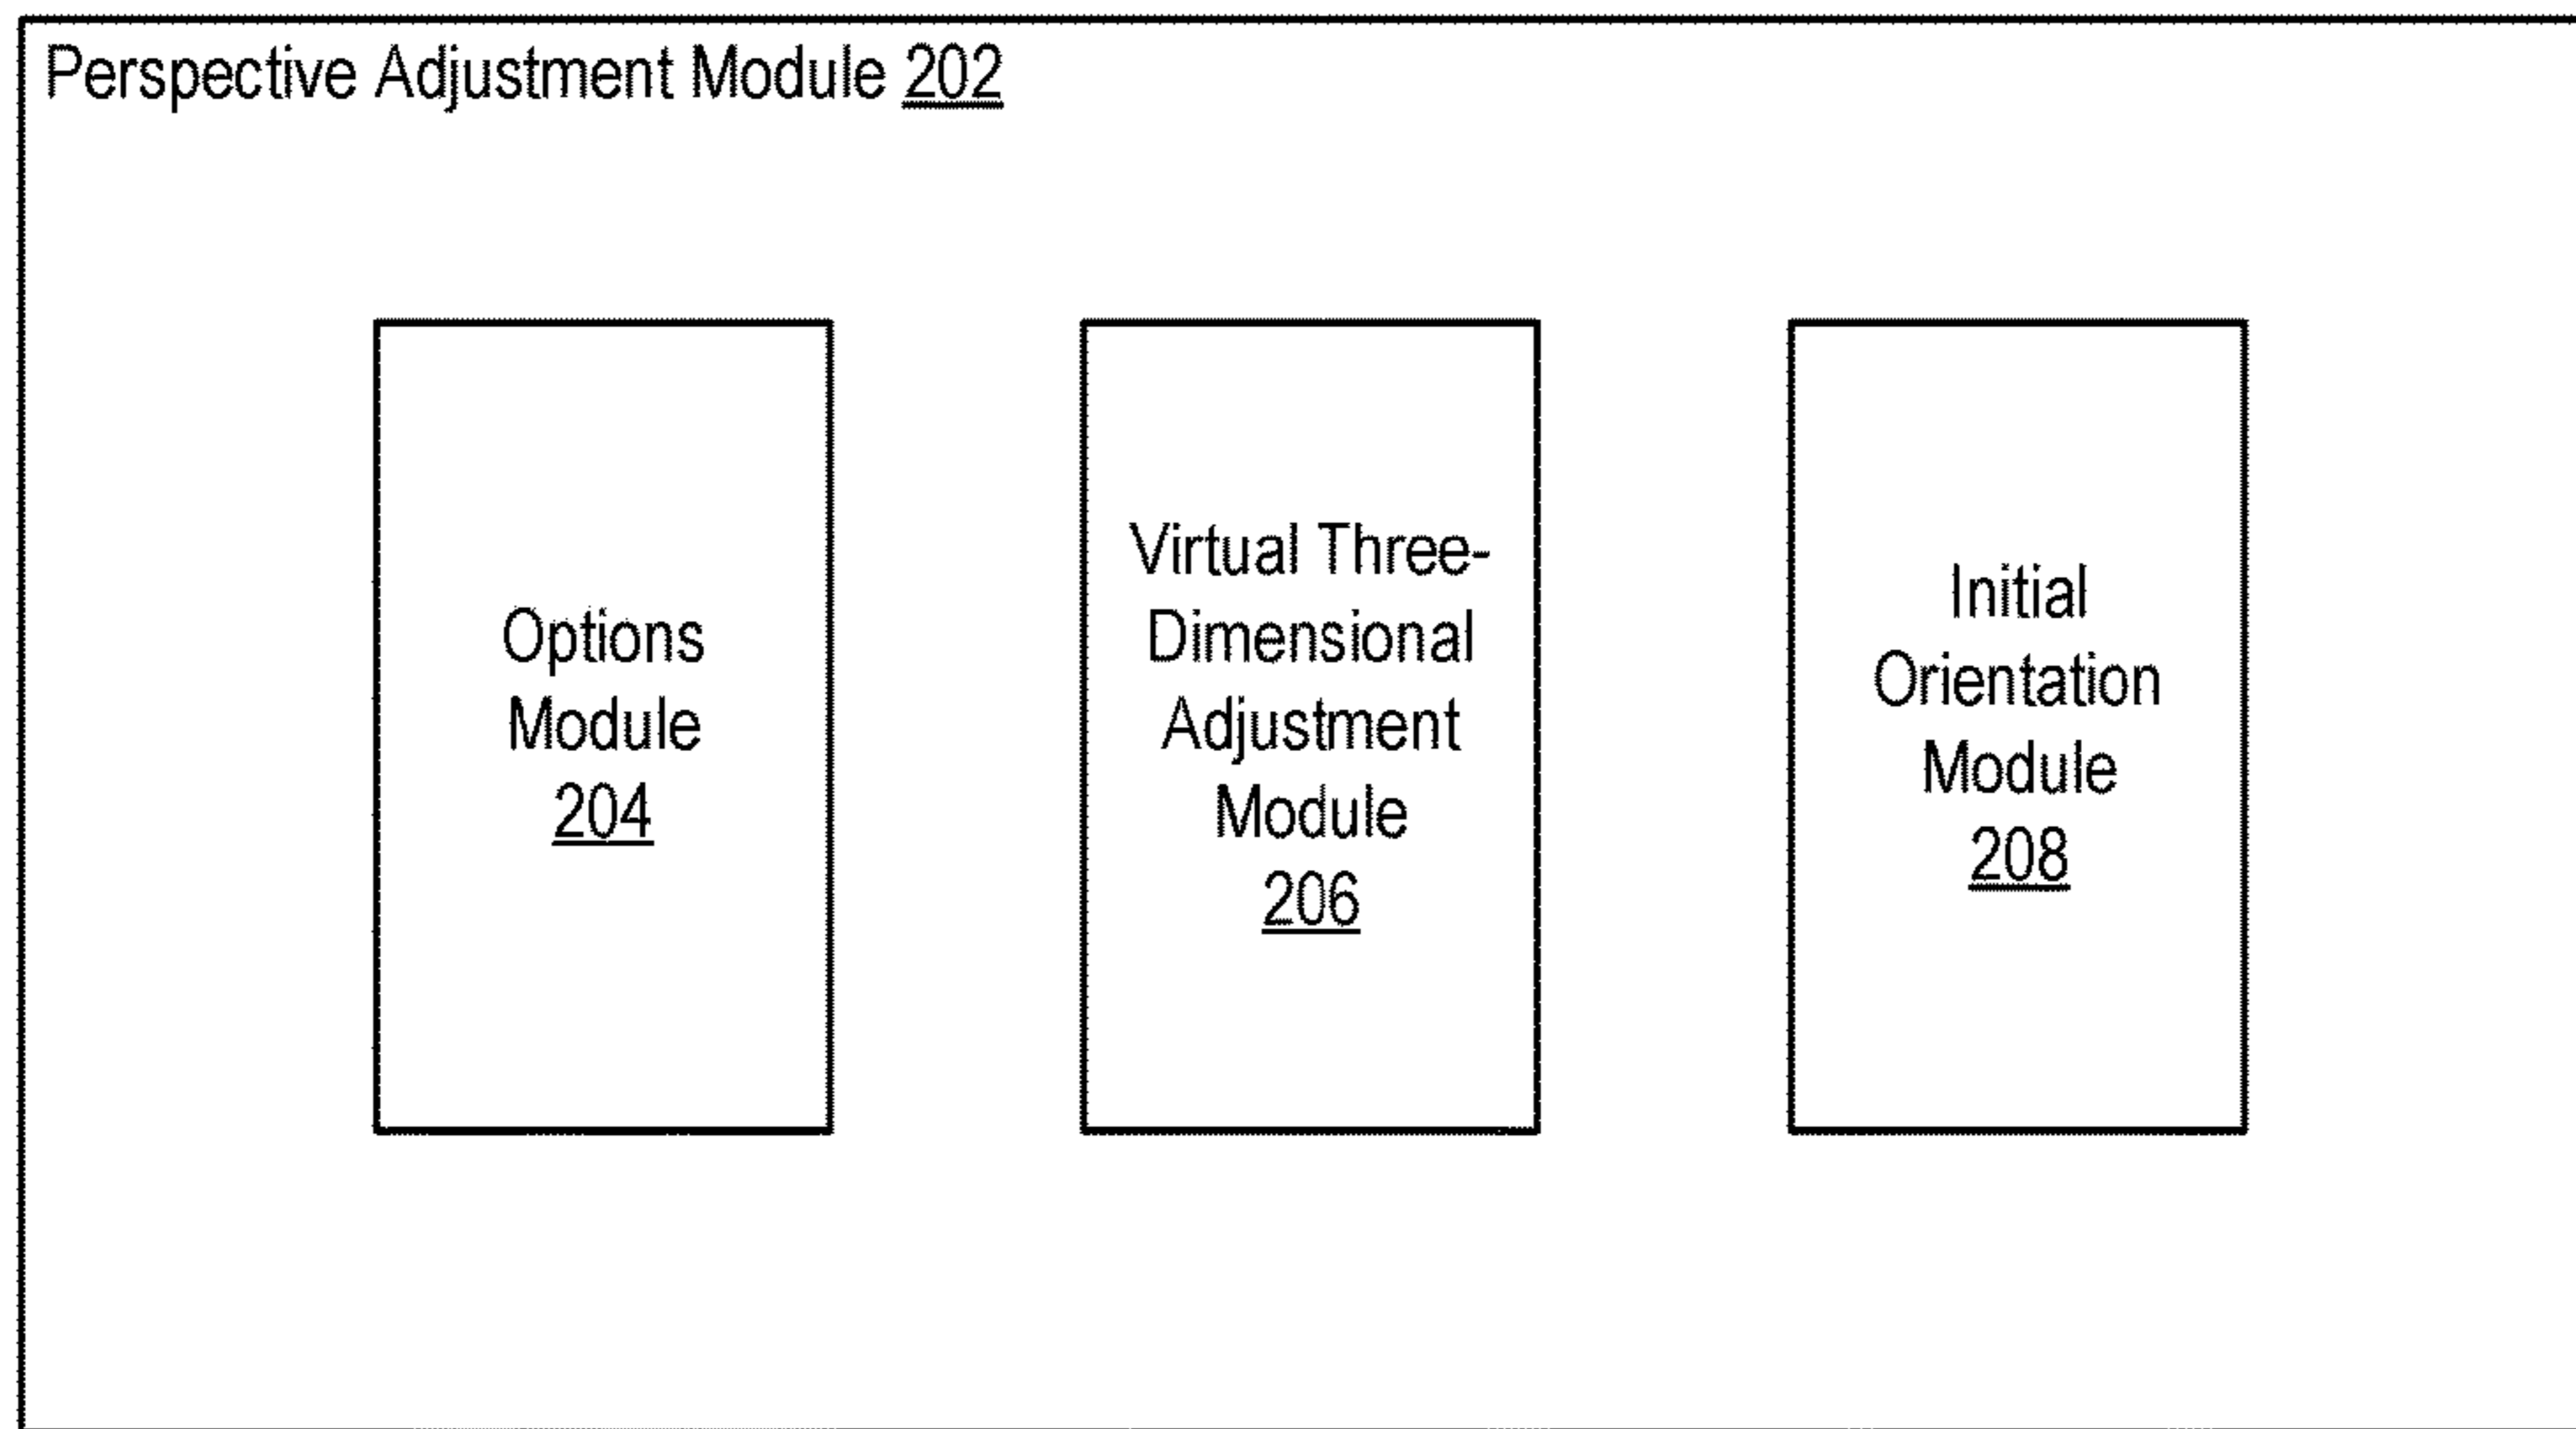 Perspective Adjustment Module 202
Options
Module
204
Virtual Three-
Dimensional
Adjustment
Module
206
Initial
Orientation
Module
208